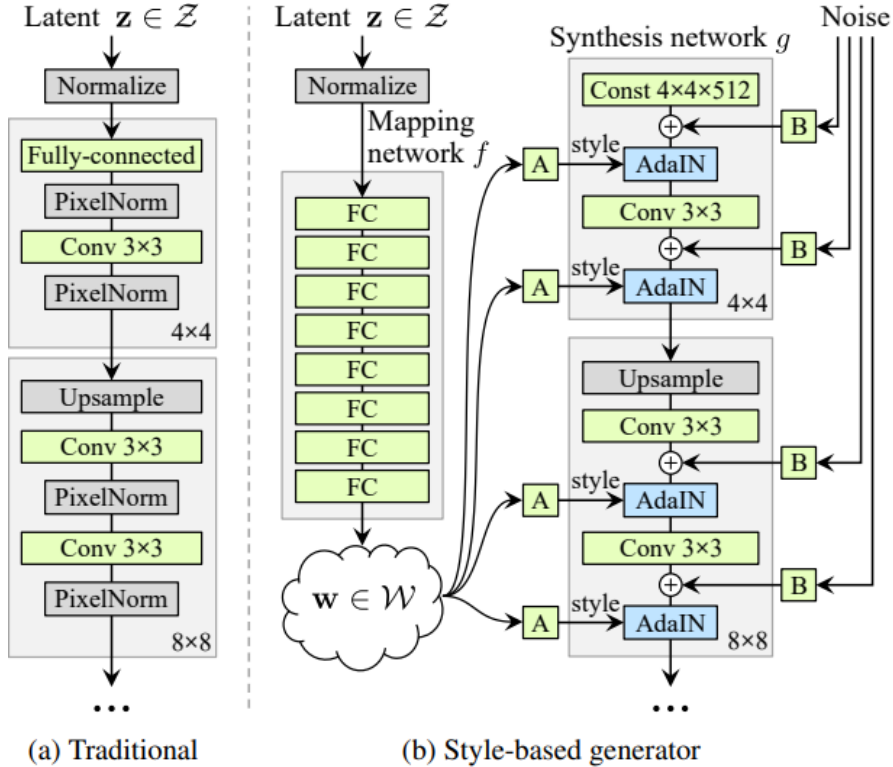 Latent z ∈ 𝒵
Normalize
Fully-connected
PixelNorm
Conv 3×3
PixelNorm
4×4
Upsample
Conv 3×3
PixelNorm
Conv 3×3
PixelNorm
8×8
...
(a) Traditional
Latent z ∈ 𝒵
Normalize
Mapping
network f
FC
FC
FC
FC
FC
FC
FC
FC
w ∈ 𝒲
Noise
Synthesis network g
Const 4×4×512
+
B
A
style
AdaIN
Conv 3×3
+
B
A
style
AdaIN
4×4
Upsample
Conv 3×3
+
B
A
style
AdaIN
Conv 3×3
+
B
A
style
AdaIN
8×8
...
(b) Style-based generator